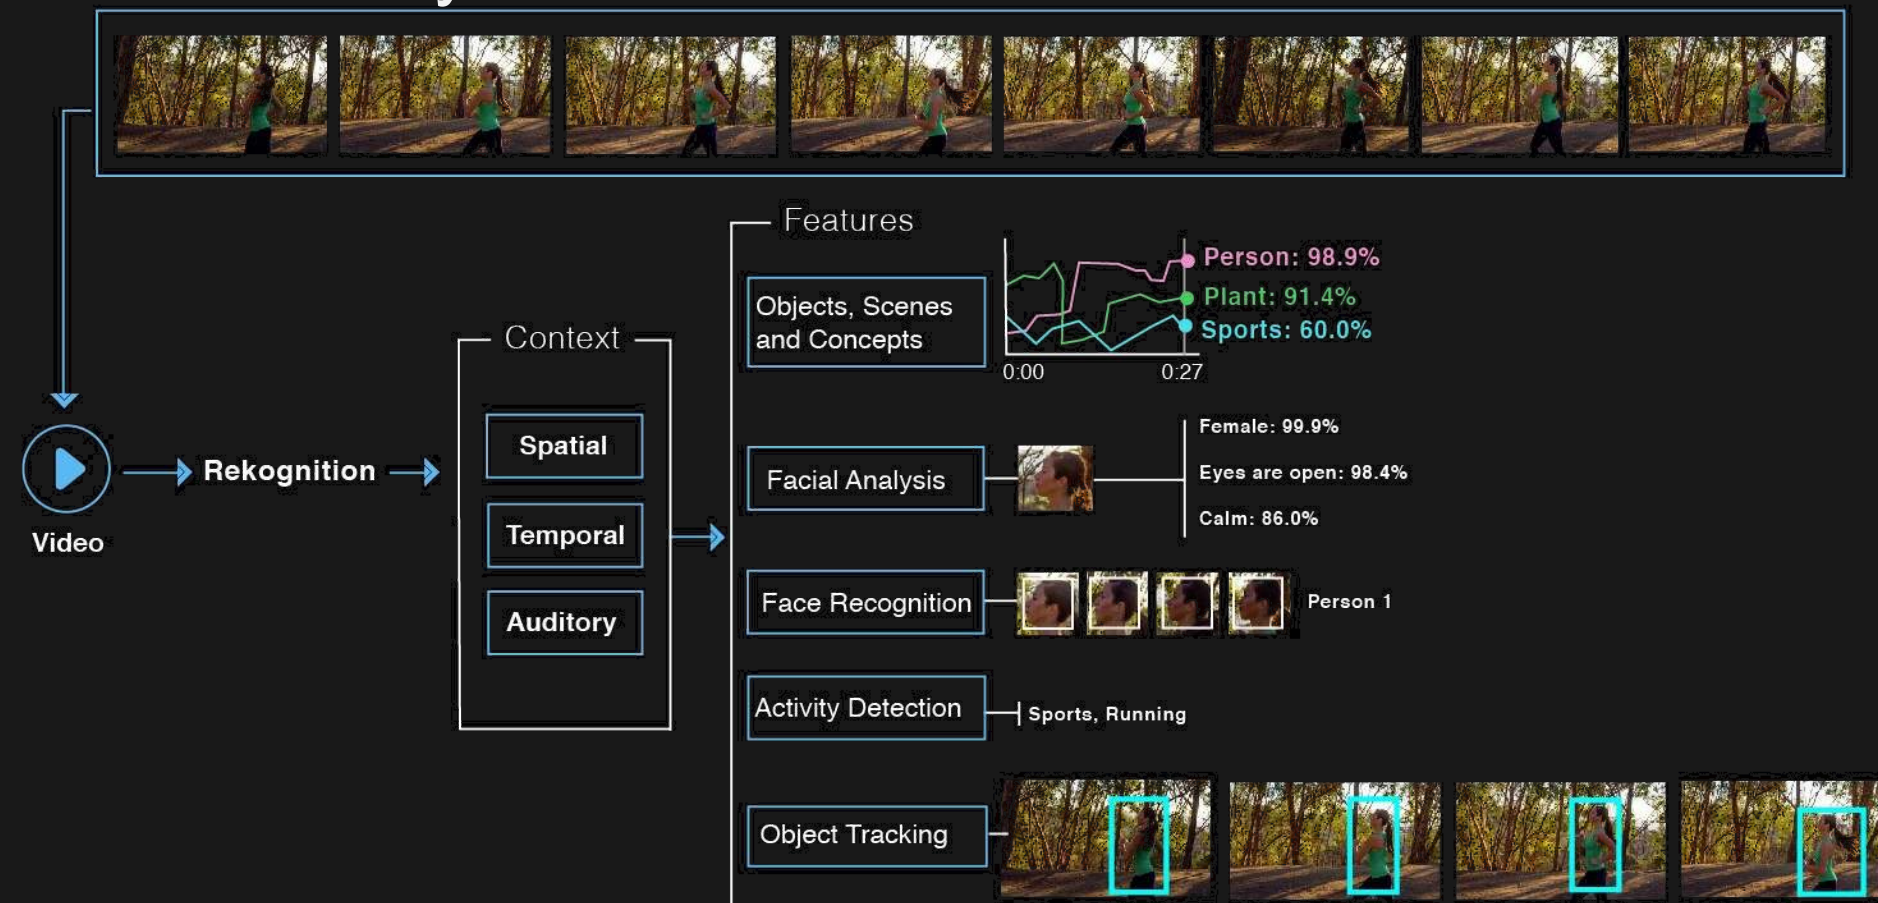 Features
Person: 98.9%
Objects, Scenes
and Concepts
Plant: 91.4%
Sports: 60.0%
0:00
0:27
Context
Spatial
Temporal
Auditory
Rekognition
Video
Facial Analysis
Female: 99.9%
Eyes are open: 98.4%
Calm: 86.0%
Face Recognition
Person 1
Activity Detection
Sports, Running
Object Tracking